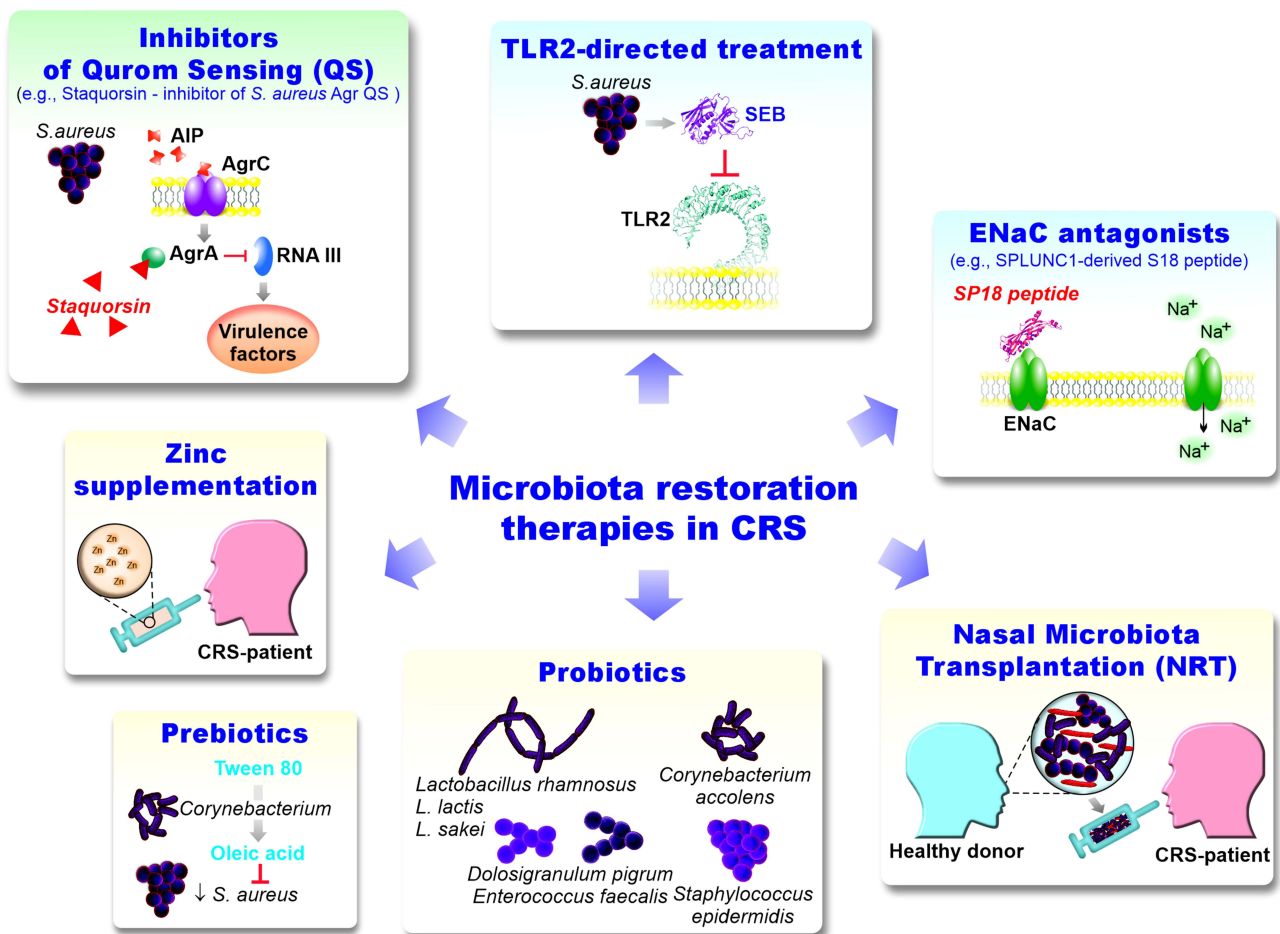 Inhibitors
of Qurom Sensing (QS)
(e.g., Staquorsin - inhibitor of S. aureus Agr QS )
S.aureus
AIP
AgrC
AgrA
RNA III
Staquorsin
Virulence
factors
TLR2-directed treatment
S.aureus
SEB
TLR2
ENaC antagonists
(e.g., SPLUNC1-derived S18 peptide)
SP18 peptide
Na+
Na+
ENaC
Na+
Na+
Microbiota restoration
therapies in CRS
Zinc
supplementation
Zn
Zn
Zn
Zn
Zn
Zn
Zn
CRS-patient
Prebiotics
Tween 80
Corynebacterium
Oleic acid
↓ S. aureus
Probiotics
Lactobacillus rhamnosus
L. lactis
L. sakei
Corynebacterium
accolens
Dolosigranulum pigrum
Enterococcus faecalis
Staphylococcus
epidermidis
Nasal Microbiota
Transplantation (NRT)
Healthy donor
CRS-patient